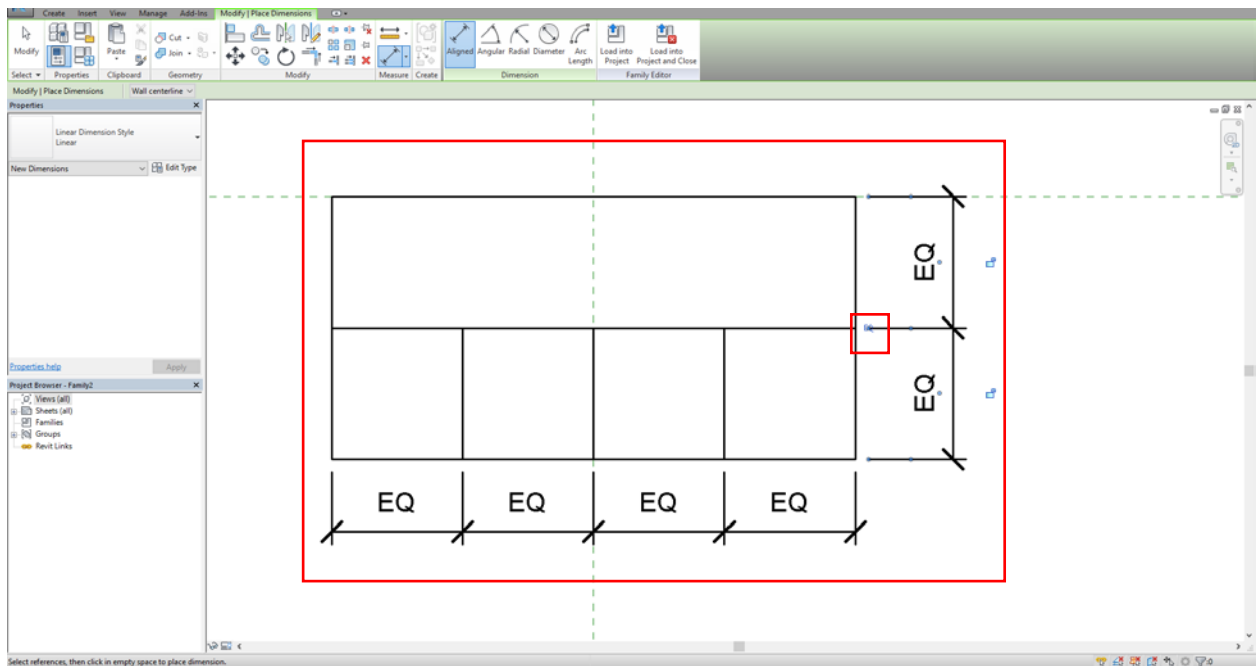 Create Insert View Manage Add-Ins Modify | Place Dimensions
Modify Paste Cut Join Aligned Angular Radial Diameter Arc Length Load into Project Load into Project and Close
Select Properties Clipboard Geometry Modify Measure Create Dimension Family Editor
Modify | Place Dimensions Wall centerline
Properties
Linear Dimension Style
Linear
New Dimensions Edit Type
EQ
EQ
Properties help Apply
Project Browser - Family2
Views (all)
Sheets (all)
Families
Groups
Revit Links
EQ EQ EQ EQ
Select references, then click in empty space to place dimension. :0